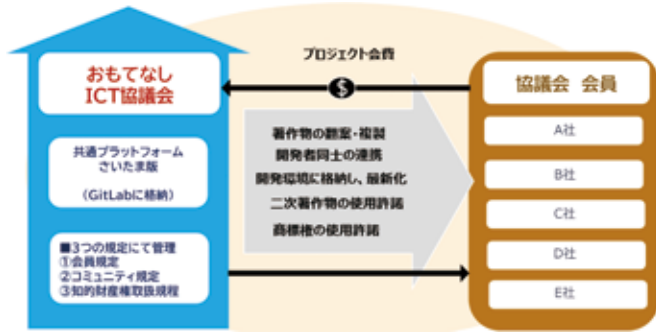 プロジェクト会費
$
おもてなし
ICT協議会
共通プラットフォーム
さいたま版
(GitLabに格納)
■3つの規定にて管理
①会員規定
②コミュニティ規定
③知的財産権取扱規程
著作物の翻案・複製
開発者同士の連携
開発環境に格納し、最新化
二次著作物の使用許諾
商標権の使用許諾
協議会 会員
A社
B社
C社
D社
E社